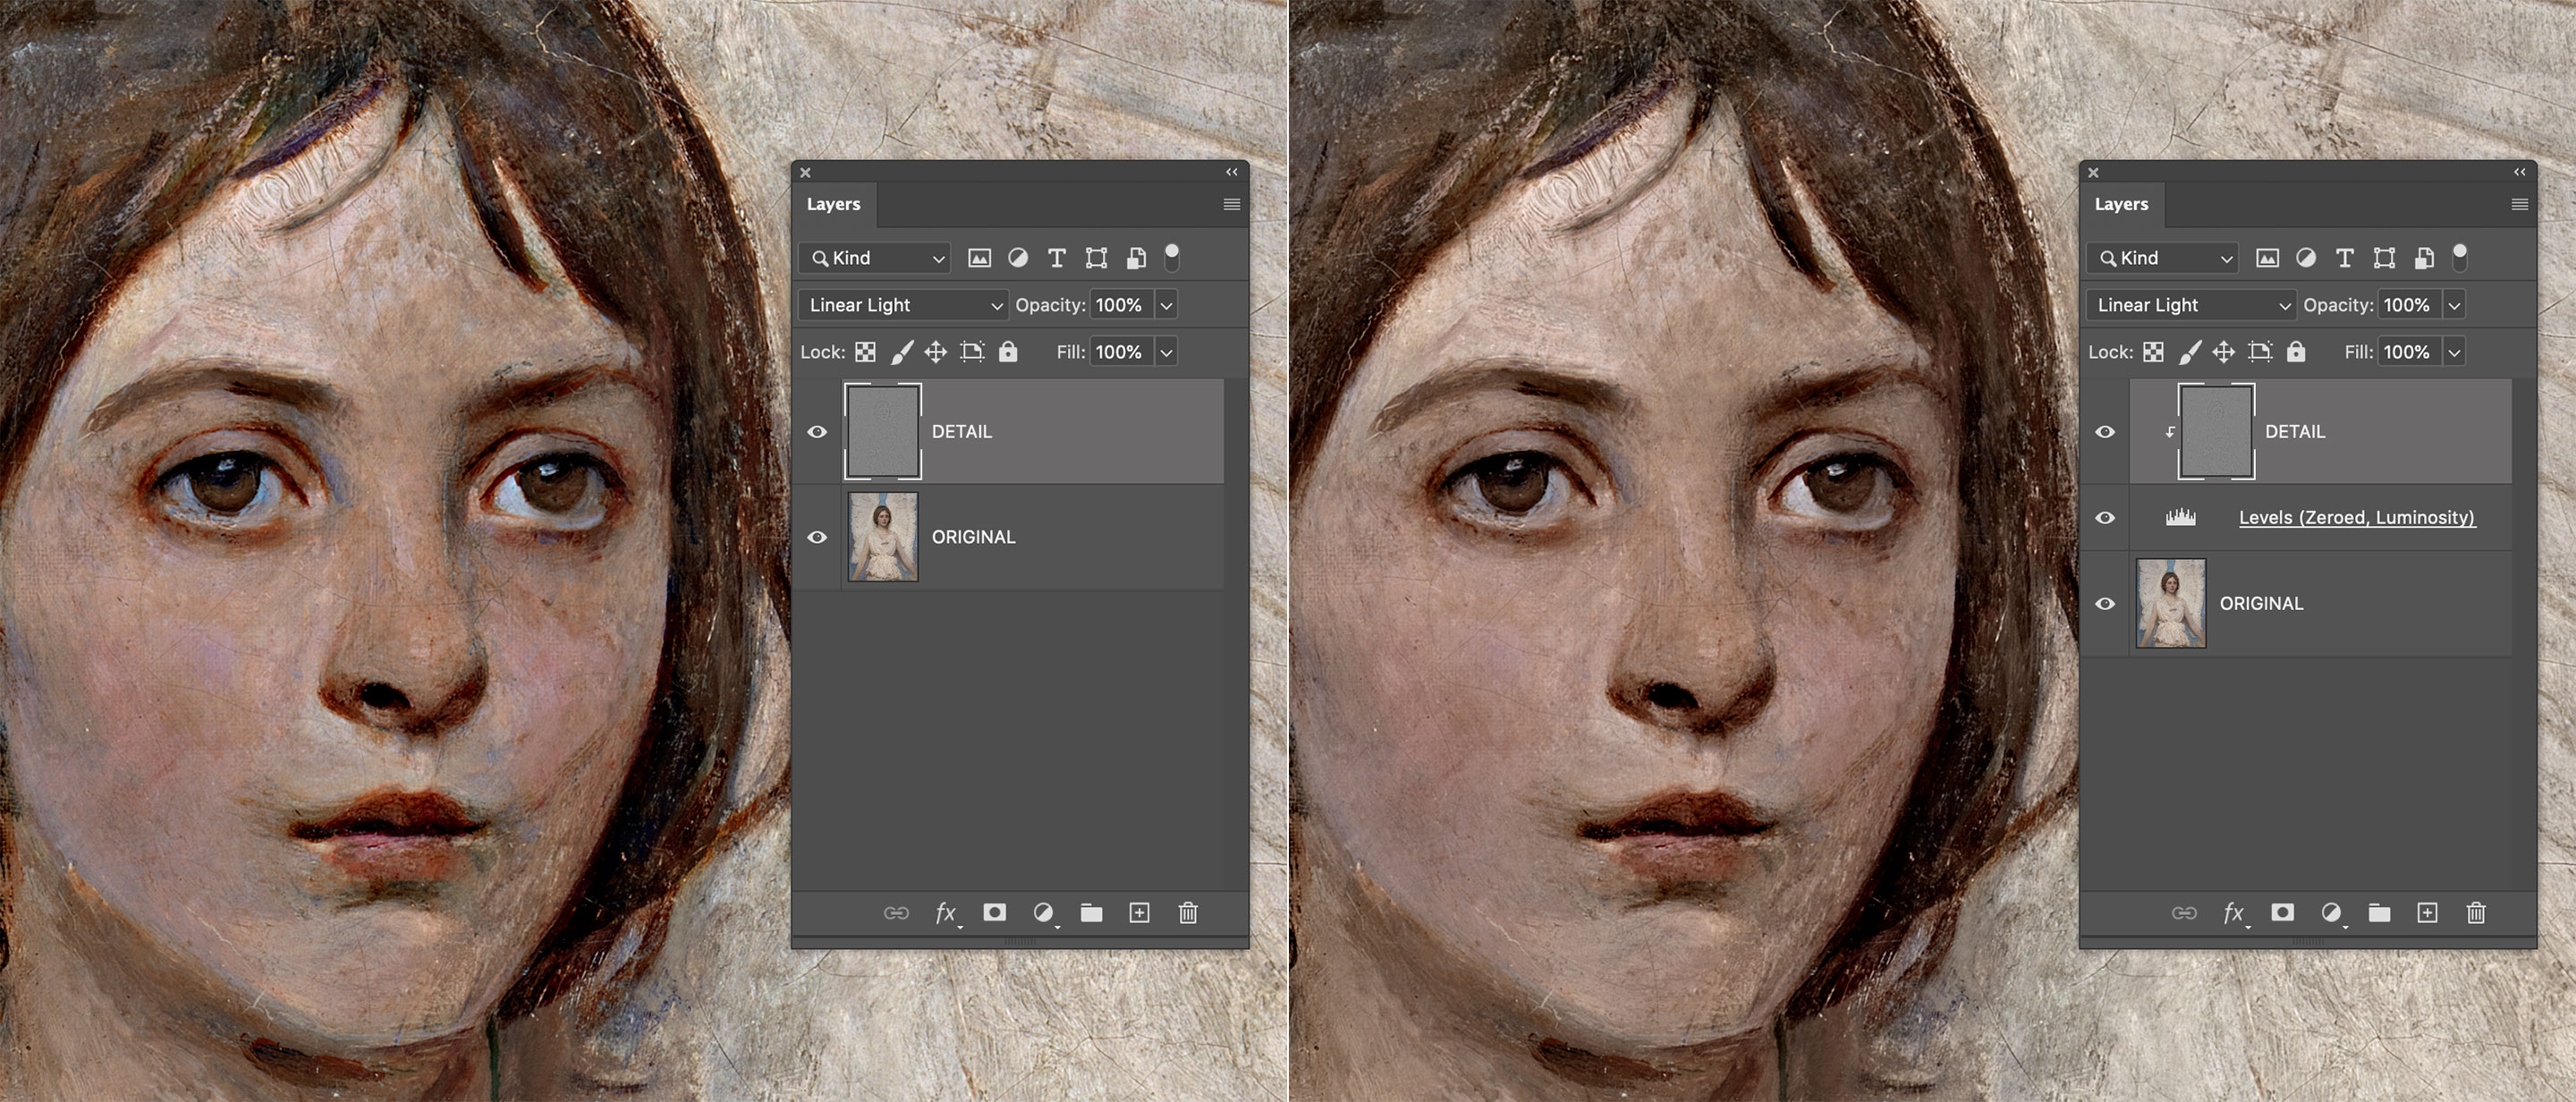 Layers
Kind
Linear Light Opacity: 100%
Lock: Fill: 100%
DETAIL
ORIGINAL
Layers
Kind
Linear Light Opacity: 100%
Lock: Fill: 100%
DETAIL
Levels (Zeroed, Luminosity)
ORIGINAL